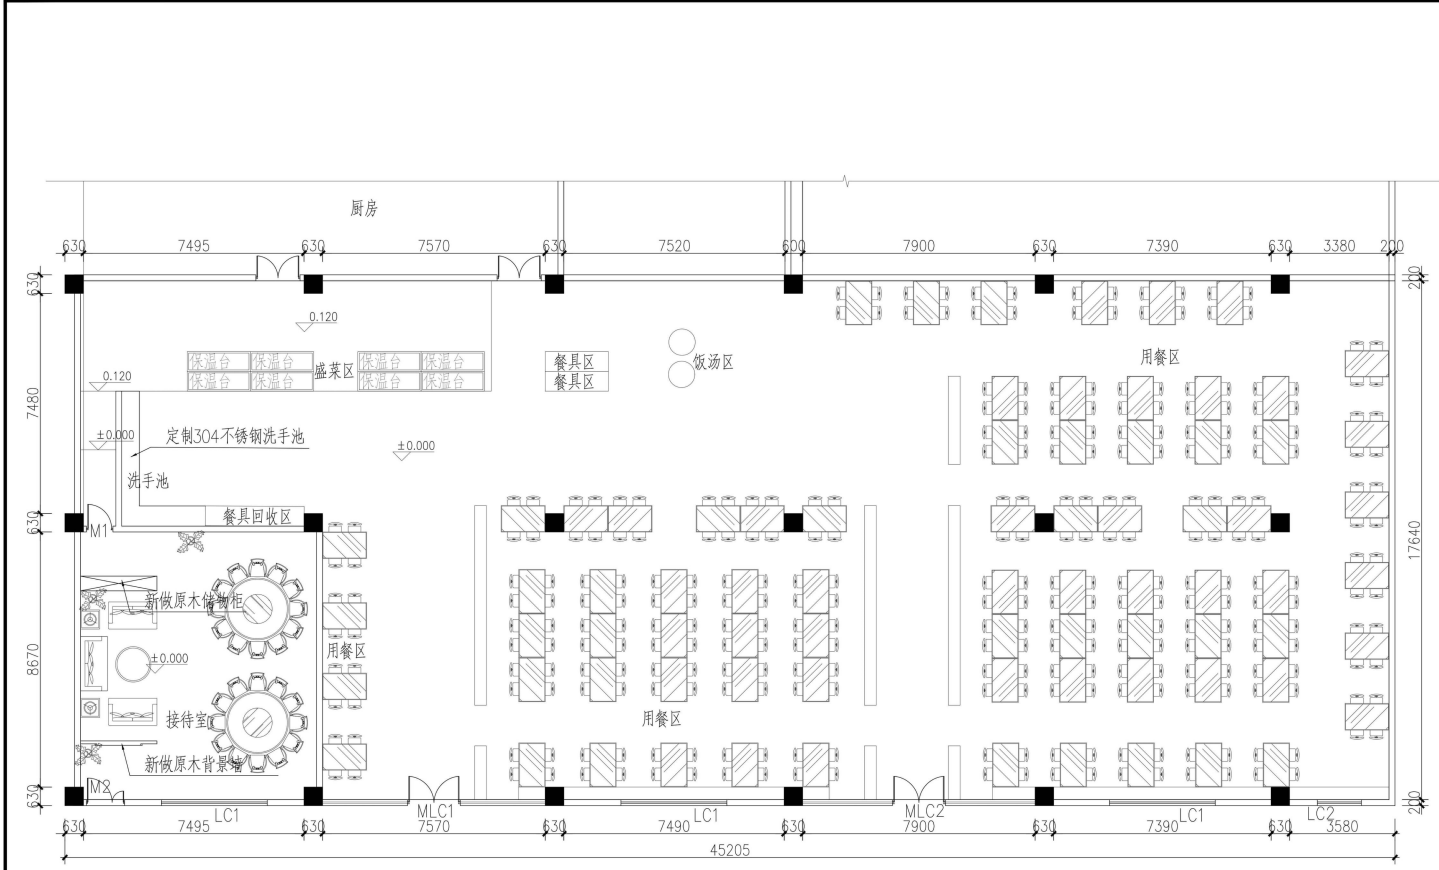 厨房
630 7495 630 7570 630 7520 600 7900 630 7390 630 3380 200
630
200
0.120
保温台 保温台 保温台 保温台
盛菜区
保温台 保温台 保温台 保温台
餐具区
餐具区
饭汤区
用餐区
0.120
7480
±0.000
定制304不锈钢洗手池
±0.000
洗手池
餐具回收区
630
M1
17640
新做原木储物柜
±0.000
用餐区
8670
接待室
用餐区
新做原木背景墙
M2
630
200
LC1 MLC1 LC1 MLC2 LC1 LC2
630 7495 630 7570 630 7490 630 7900 630 7390 630 3580
45205